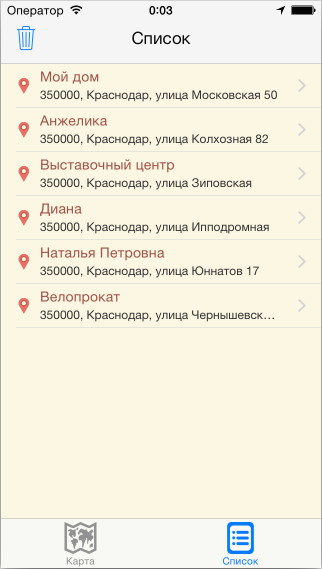 Оператор 0:03
Список
Мой дом
350000, Краснодар, улица Московская 50
Анжелика
350000, Краснодар, улица Колхозная 82
Выставочный центр
350000, Краснодар, улица Зиповская
Диана
350000, Краснодар, улица Ипподромная
Наталья Петровна
350000, Краснодар, улица Юннатов 17
Велопрокат
350000, Краснодар, улица Чернышевск…
Карта Список